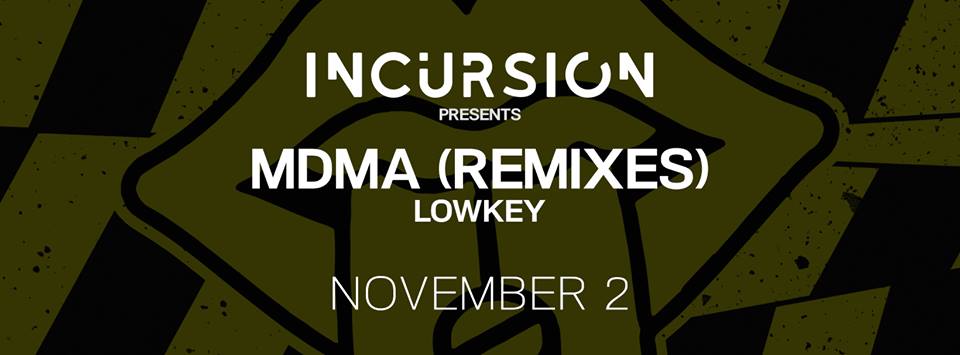 INCURSION
PRESENTS
MDMA (REMIXES)
LOWKEY
NOVEMBER 2